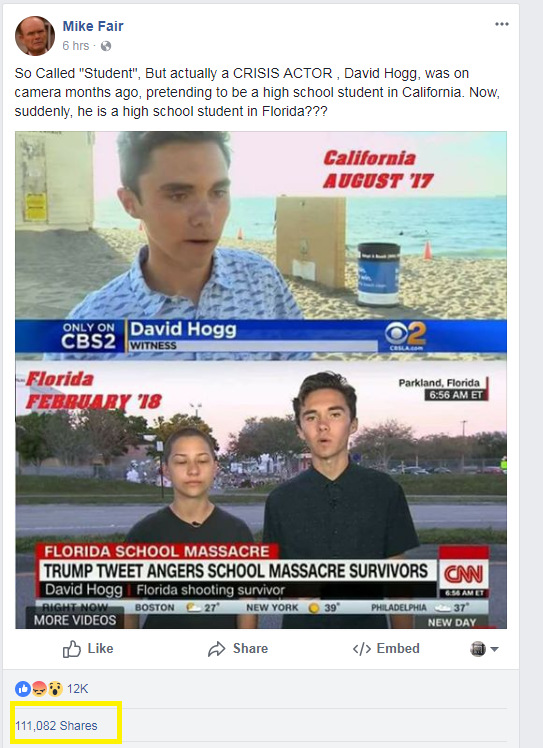 Mike Fair
6 hrs ·
So Called "Student", But actually a CRISIS ACTOR , David Hogg, was on
camera months ago, pretending to be a high school student in California. Now,
suddenly, he is a high school student in Florida???
California
AUGUST '17
ONLY ON
CBS2
David Hogg
WITNESS
2
CBSLA.com
Florida
FEBRUARY '18
Parkland, Florida
6:56 AM ET
FLORIDA SCHOOL MASSACRE
TRUMP TWEET ANGERS SCHOOL MASSACRE SURVIVORS
CNN
David Hogg | Florida shooting survivor
6:56 AM ET
RIGHT NOW BOSTON 27° NEW YORK 39° PHILADELPHIA 37°
MORE VIDEOS
NEW DAY
Like Share </> Embed
12K
111,082 Shares